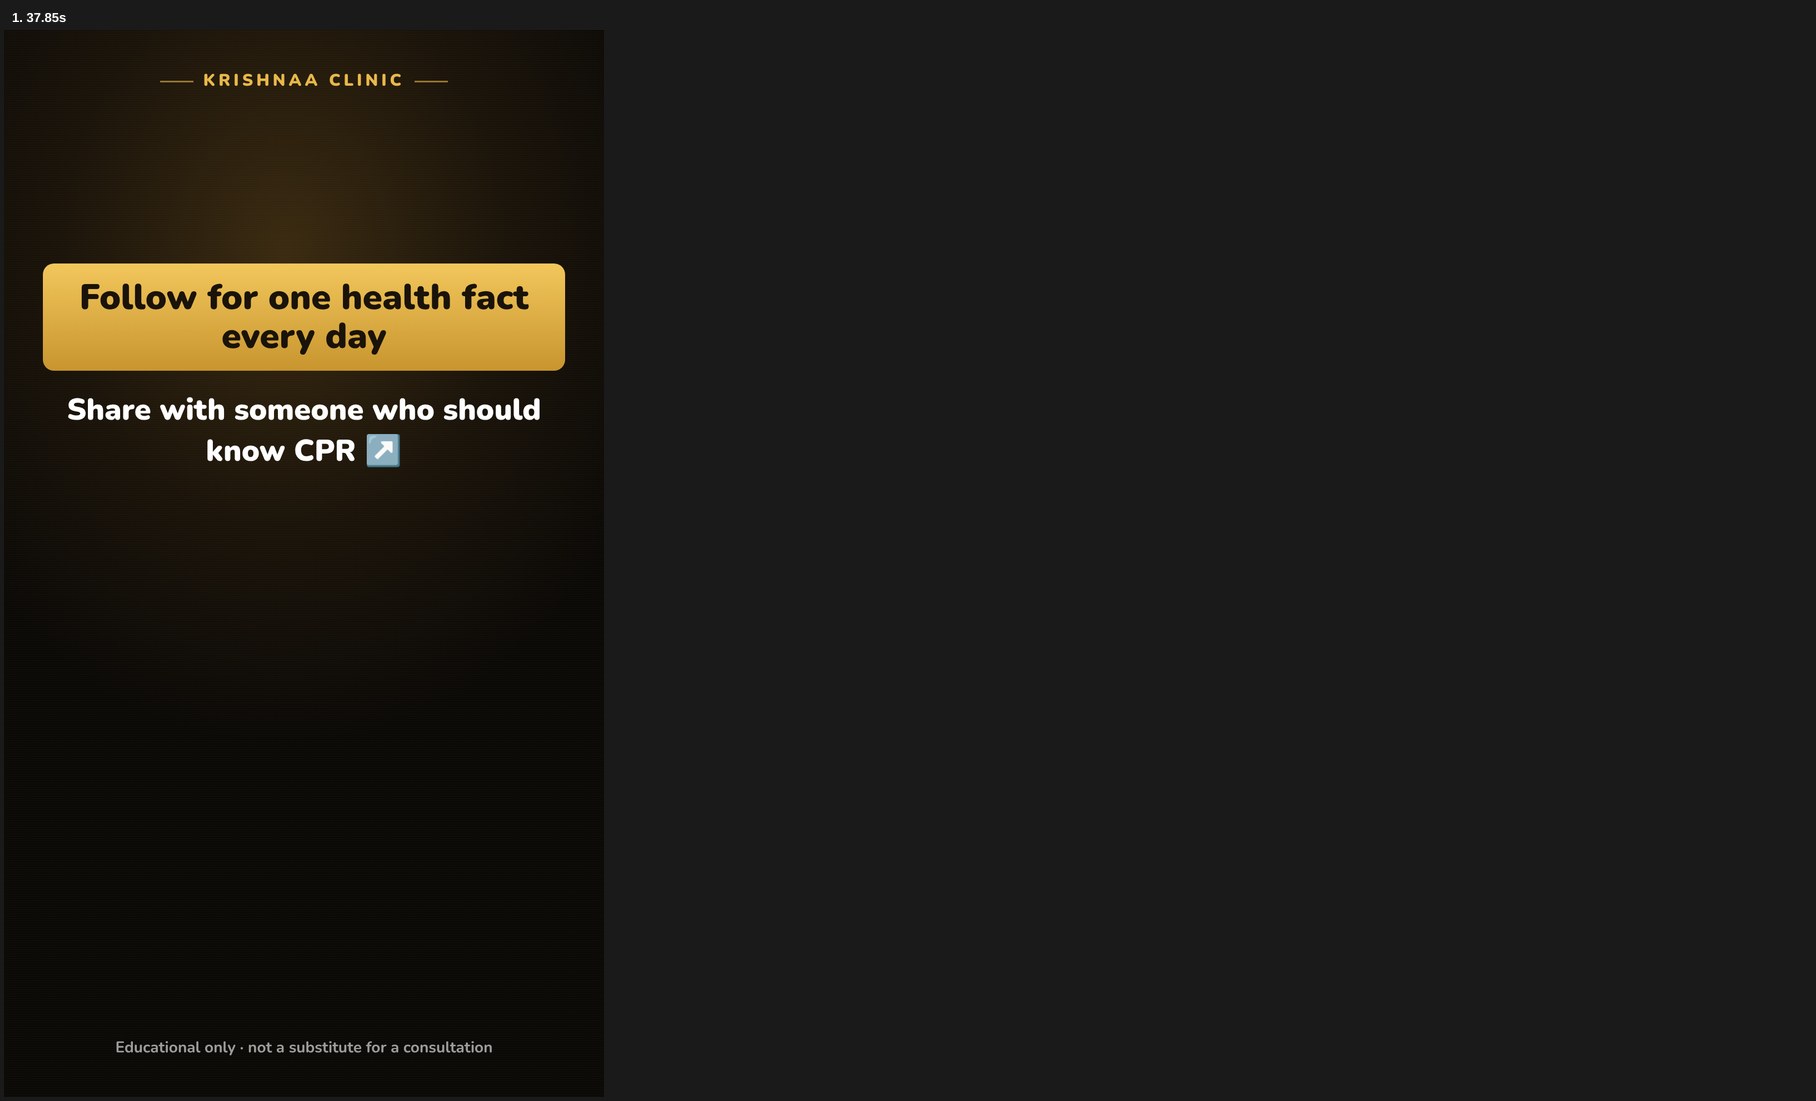 1. 37.85s
KRISHNAA CLINIC
Follow for one health fact
every day
Share with someone who should
know CPR ↗️
Educational only · not a substitute for a consultation